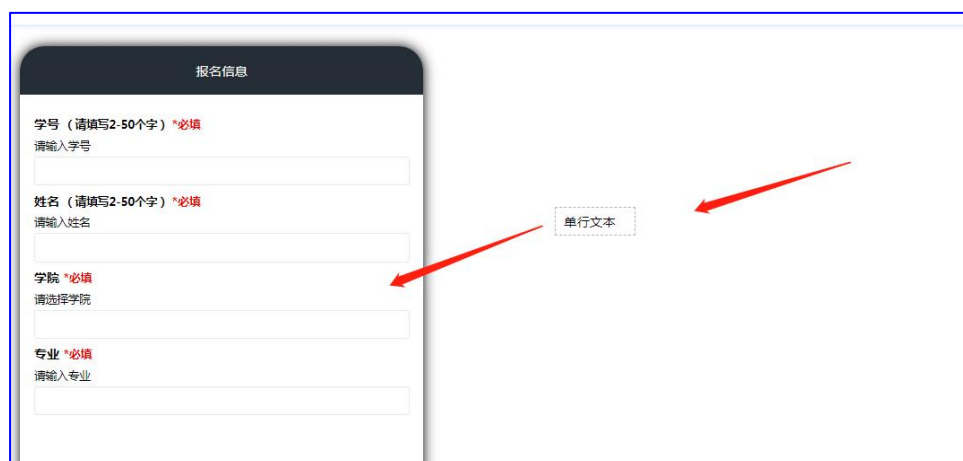 报名信息
学号（请填写2-50个字）*必填
请输入学号
姓名（请填写2-50个字）*必填
请输入姓名
单行文本
学院 *必填
请选择学院
专业 *必填
请输入专业